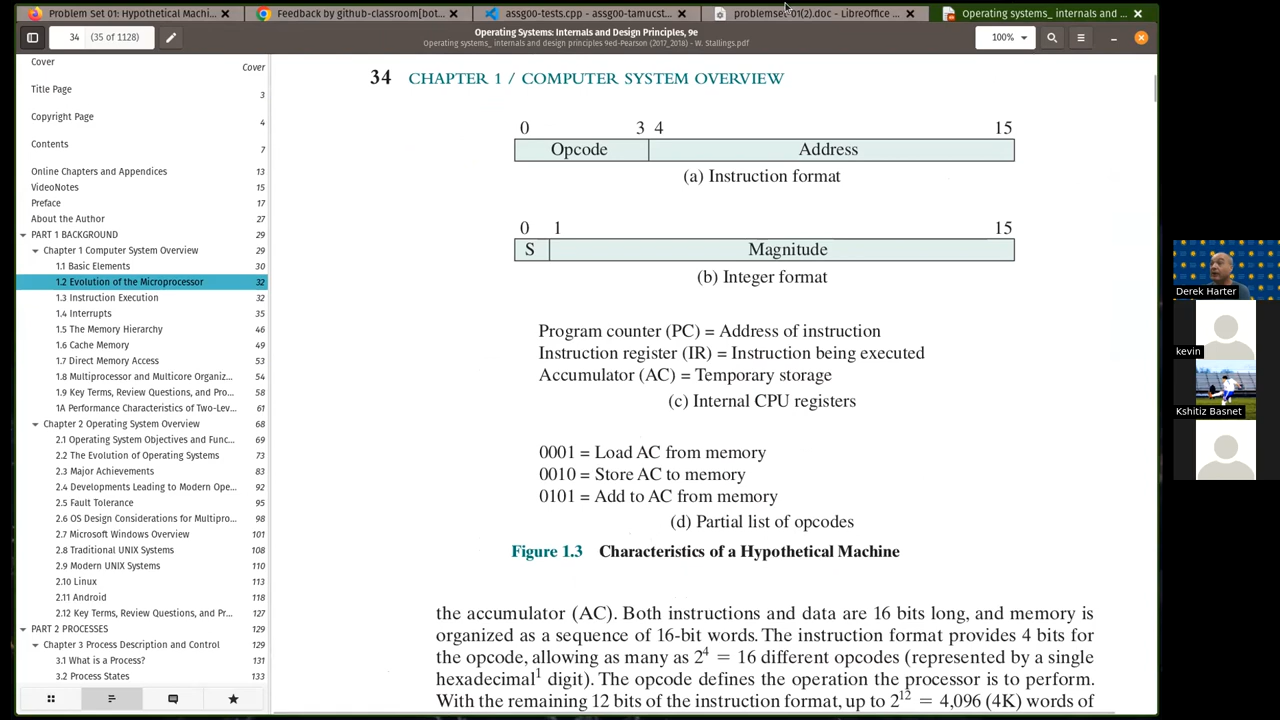 Problem Set 01: Hypothetical Machi...
Feedback by github-classroom[bot...
assg00-tests.cpp - assg00-tamucst...
problemset-01(2).doc - LibreOffice ...
Operating systems_ internals and ...
34 (35 of 1128)
Operating Systems: Internals and Design Principles, 9e
Operating systems_ internals and design principles 9ed-Pearson (2017_2018) - W. Stallings.pdf
100%
Cover Cover
Title Page 3
Copyright Page 4
Contents 7
Online Chapters and Appendices 13
VideoNotes 15
Preface 17
About the Author 27
PART 1 BACKGROUND 29
Chapter 1 Computer System Overview 29
1.1 Basic Elements 30
1.2 Evolution of the Microprocessor 32
1.3 Instruction Execution 32
1.4 Interrupts 35
1.5 The Memory Hierarchy 46
1.6 Cache Memory 49
1.7 Direct Memory Access 53
1.8 Multiprocessor and Multicore Organiz... 54
1.9 Key Terms, Review Questions, and Pro... 58
1A Performance Characteristics of Two-Lev... 61
Chapter 2 Operating System Overview 68
2.1 Operating System Objectives and Func... 69
2.2 The Evolution of Operating Systems 73
2.3 Major Achievements 83
2.4 Developments Leading to Modern Ope... 92
2.5 Fault Tolerance 95
2.6 OS Design Considerations for Multipro... 98
2.7 Microsoft Windows Overview 101
2.8 Traditional UNIX Systems 108
2.9 Modern UNIX Systems 110
2.10 Linux 113
2.11 Android 118
2.12 Key Terms, Review Questions, and Pr... 127
PART 2 PROCESSES 129
Chapter 3 Process Description and Control 129
3.1 What is a Process? 131
3.2 Process States 133
34 CHAPTER 1 / COMPUTER SYSTEM OVERVIEW
0 3 4 15
Opcode Address
(a) Instruction format
0 1 15
S Magnitude
(b) Integer format
Program counter (PC) = Address of instruction
Instruction register (IR) = Instruction being executed
Accumulator (AC) = Temporary storage
(c) Internal CPU registers
0001 = Load AC from memory
0010 = Store AC to memory
0101 = Add to AC from memory
(d) Partial list of opcodes
Figure 1.3 Characteristics of a Hypothetical Machine
the accumulator (AC). Both instructions and data are 16 bits long, and memory is
organized as a sequence of 16-bit words. The instruction format provides 4 bits for
the opcode, allowing as many as 2⁴ = 16 different opcodes (represented by a single
hexadecimal¹ digit). The opcode defines the operation the processor is to perform.
With the remaining 12 bits of the instruction format, up to 2¹² = 4,096 (4K) words of
Derek Harter
kevin
Kshitiz Basnet